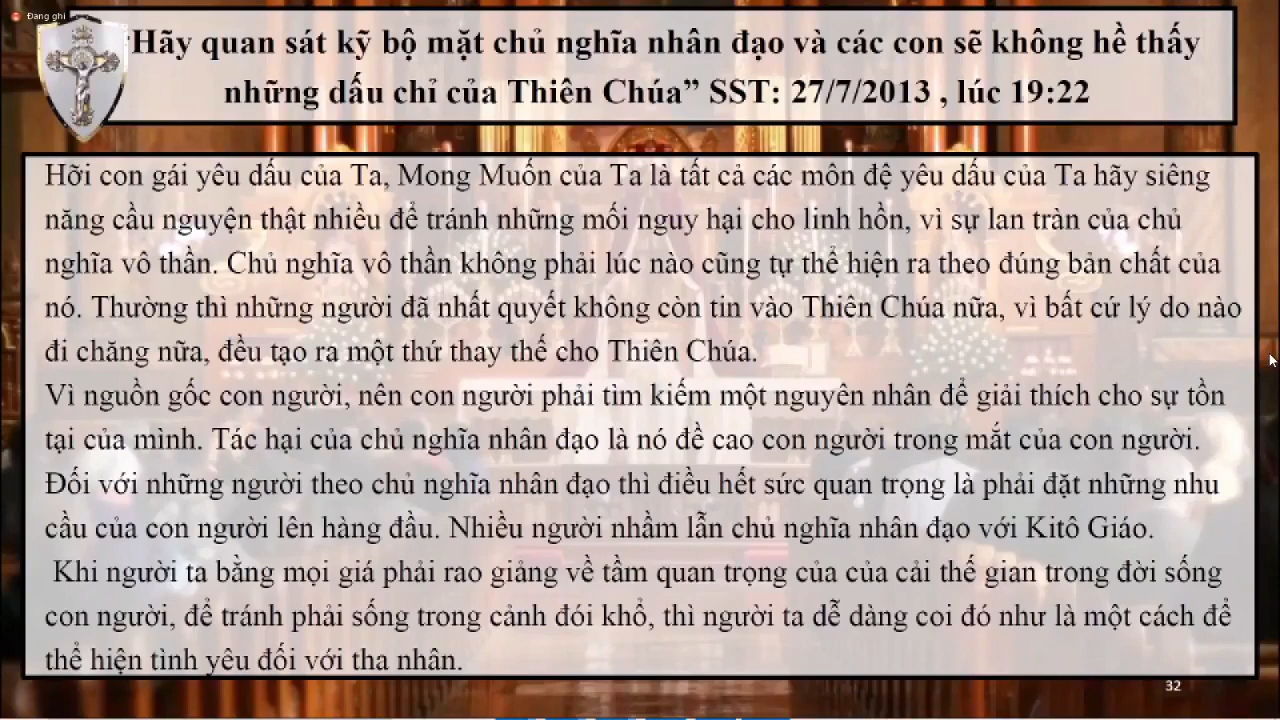 Đang ghi
Hãy quan sát kỹ bộ mặt chủ nghĩa nhân đạo và các con sẽ không hề thấy
những dấu chỉ của Thiên Chúa” SST: 27/7/2013 , lúc 19:22
Hỡi con gái yêu dấu của Ta, Mong Muốn của Ta là tất cả các môn đệ yêu dấu của Ta hãy siêng
năng cầu nguyện thật nhiều để tránh những mối nguy hại cho linh hồn, vì sự lan tràn của chủ
nghĩa vô thần. Chủ nghĩa vô thần không phải lúc nào cũng tự thể hiện ra theo đúng bản chất của
nó. Thường thì những người đã nhất quyết không còn tin vào Thiên Chúa nữa, vì bất cứ lý do nào
đi chăng nữa, đều tạo ra một thứ thay thế cho Thiên Chúa.
Vì nguồn gốc con người, nên con người phải tìm kiếm một nguyên nhân để giải thích cho sự tồn
tại của mình. Tác hại của chủ nghĩa nhân đạo là nó đề cao con người trong mắt của con người.
Đối với những người theo chủ nghĩa nhân đạo thì điều hết sức quan trọng là phải đặt những nhu
cầu của con người lên hàng đầu. Nhiều người nhầm lẫn chủ nghĩa nhân đạo với Kitô Giáo.
Khi người ta bằng mọi giá phải rao giảng về tầm quan trọng của của cải thế gian trong đời sống
con người, để tránh phải sống trong cảnh đói khổ, thì người ta dễ dàng coi đó như là một cách để
thể hiện tình yêu đối với tha nhân.
32